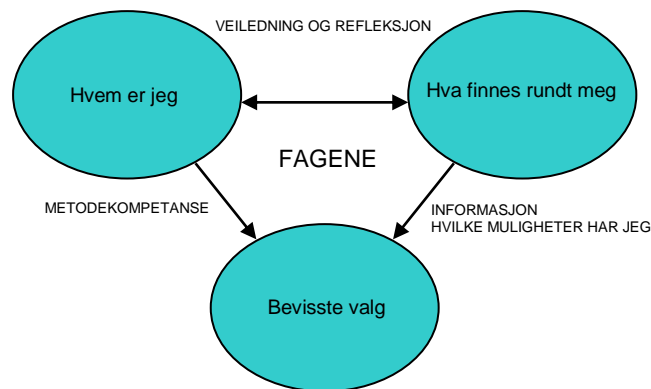 VEILEDNING OG REFLEKSJON
Hvem er jeg
Hva finnes rundt meg
FAGENE
METODEKOMPETANSE
INFORMASJON
HVILKE MULIGHETER HAR JEG
Bevisste valg